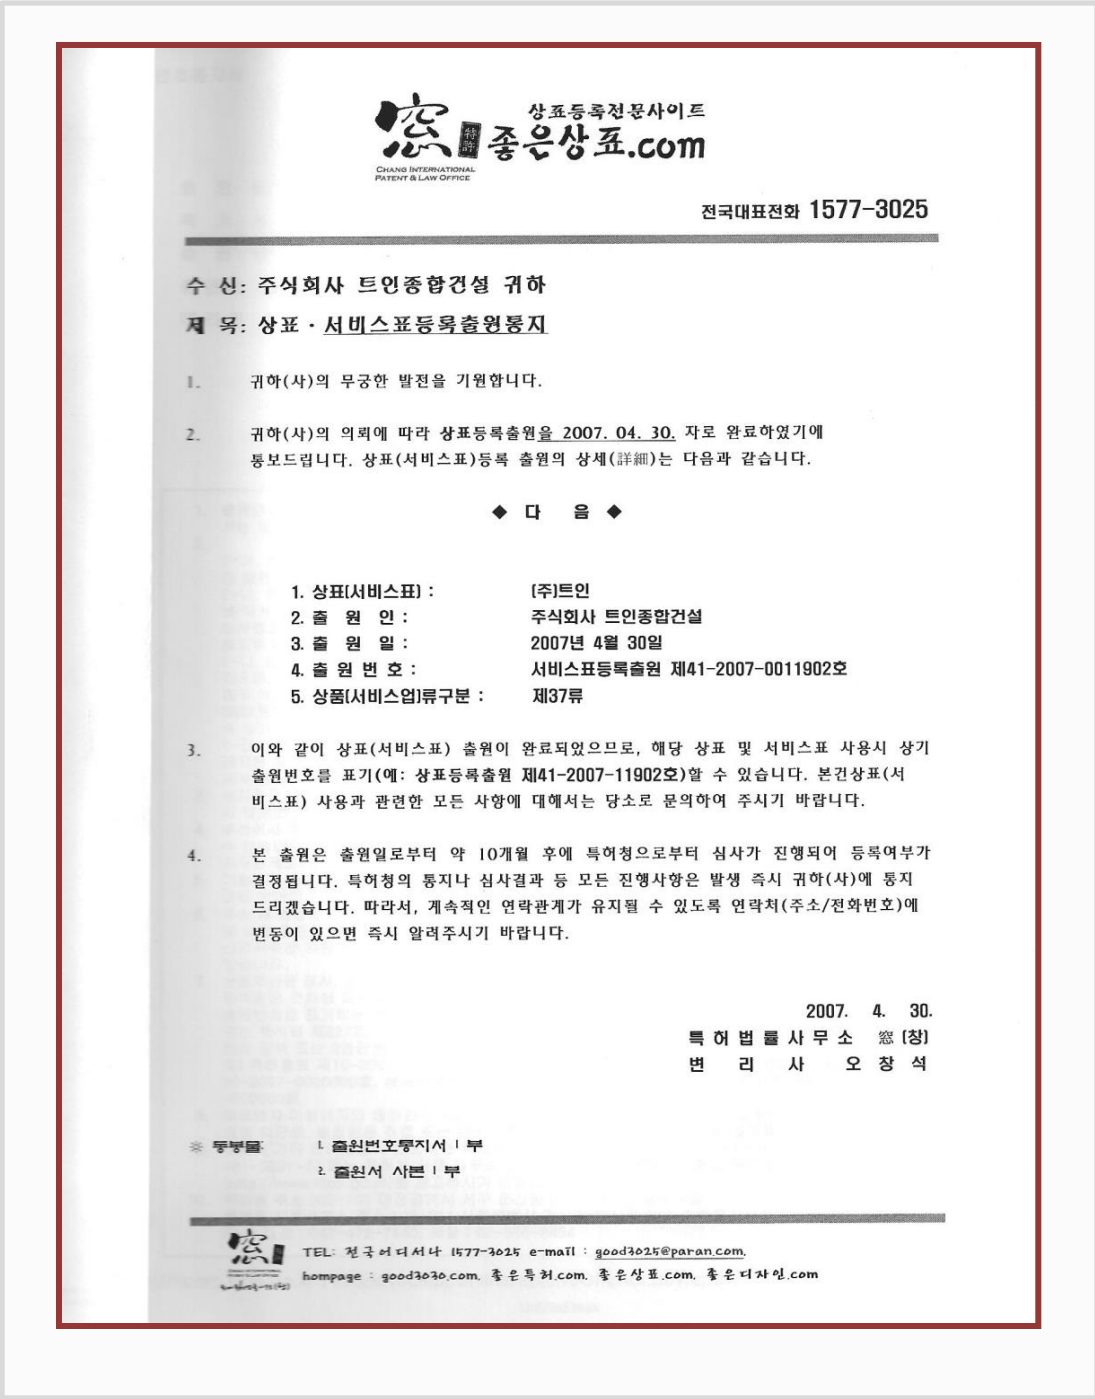 상표등록전문사이트
窓 特許 좋은상표.com
CHANG INTERNATIONAL
PATENT & LAW OFFICE
전국대표전화 1577-3025
수 신: 주식회사 트인종합건설 귀하
제 목: 상표 · 서비스표등록출원통지
1. 귀하(사)의 무궁한 발전을 기원합니다.
2. 귀하(사)의 의뢰에 따라 상표등록출원을 2007. 04. 30. 자로 완료하였기에
통보드립니다. 상표(서비스표)등록 출원의 상세(詳細)는 다음과 같습니다.
◆ 다 음 ◆
1. 상표(서비스표) : (주)트인
2. 출 원 인 : 주식회사 트인종합건설
3. 출 원 일 : 2007년 4월 30일
4. 출 원 번 호 : 서비스표등록출원 제41-2007-0011902호
5. 상품(서비스업)류구분 : 제37류
3. 이와 같이 상표(서비스표) 출원이 완료되었으므로, 해당 상표 및 서비스표 사용시 상기
출원번호를 표기(예: 상표등록출원 제41-2007-11902호)할 수 있습니다. 본건상표(서
비스표) 사용과 관련한 모든 사항에 대해서는 당소로 문의하여 주시기 바랍니다.
4. 본 출원은 출원일로부터 약 10개월 후에 특허청으로부터 심사가 진행되어 등록여부가
결정됩니다. 특허청의 통지나 심사결과 등 모든 진행사항은 발생 즉시 귀하(사)에 통지
드리겠습니다. 따라서, 계속적인 연락관계가 유지될 수 있도록 연락처(주소/전화번호)에
변동이 있으면 즉시 알려주시기 바랍니다.
2007. 4. 30.
특 허 법 률 사 무 소 窓 (창)
변 리 사 오 창 석
※ 동봉물: 1. 출원번호통지서 1 부
2. 출원서 사본 1 부
窓
TEL: 전국어디서나 1577-3025 e-mail : good3025@paran.com,
hompage : good3030.com, 좋은특허.com, 좋은상표.com, 좋은디자인.com